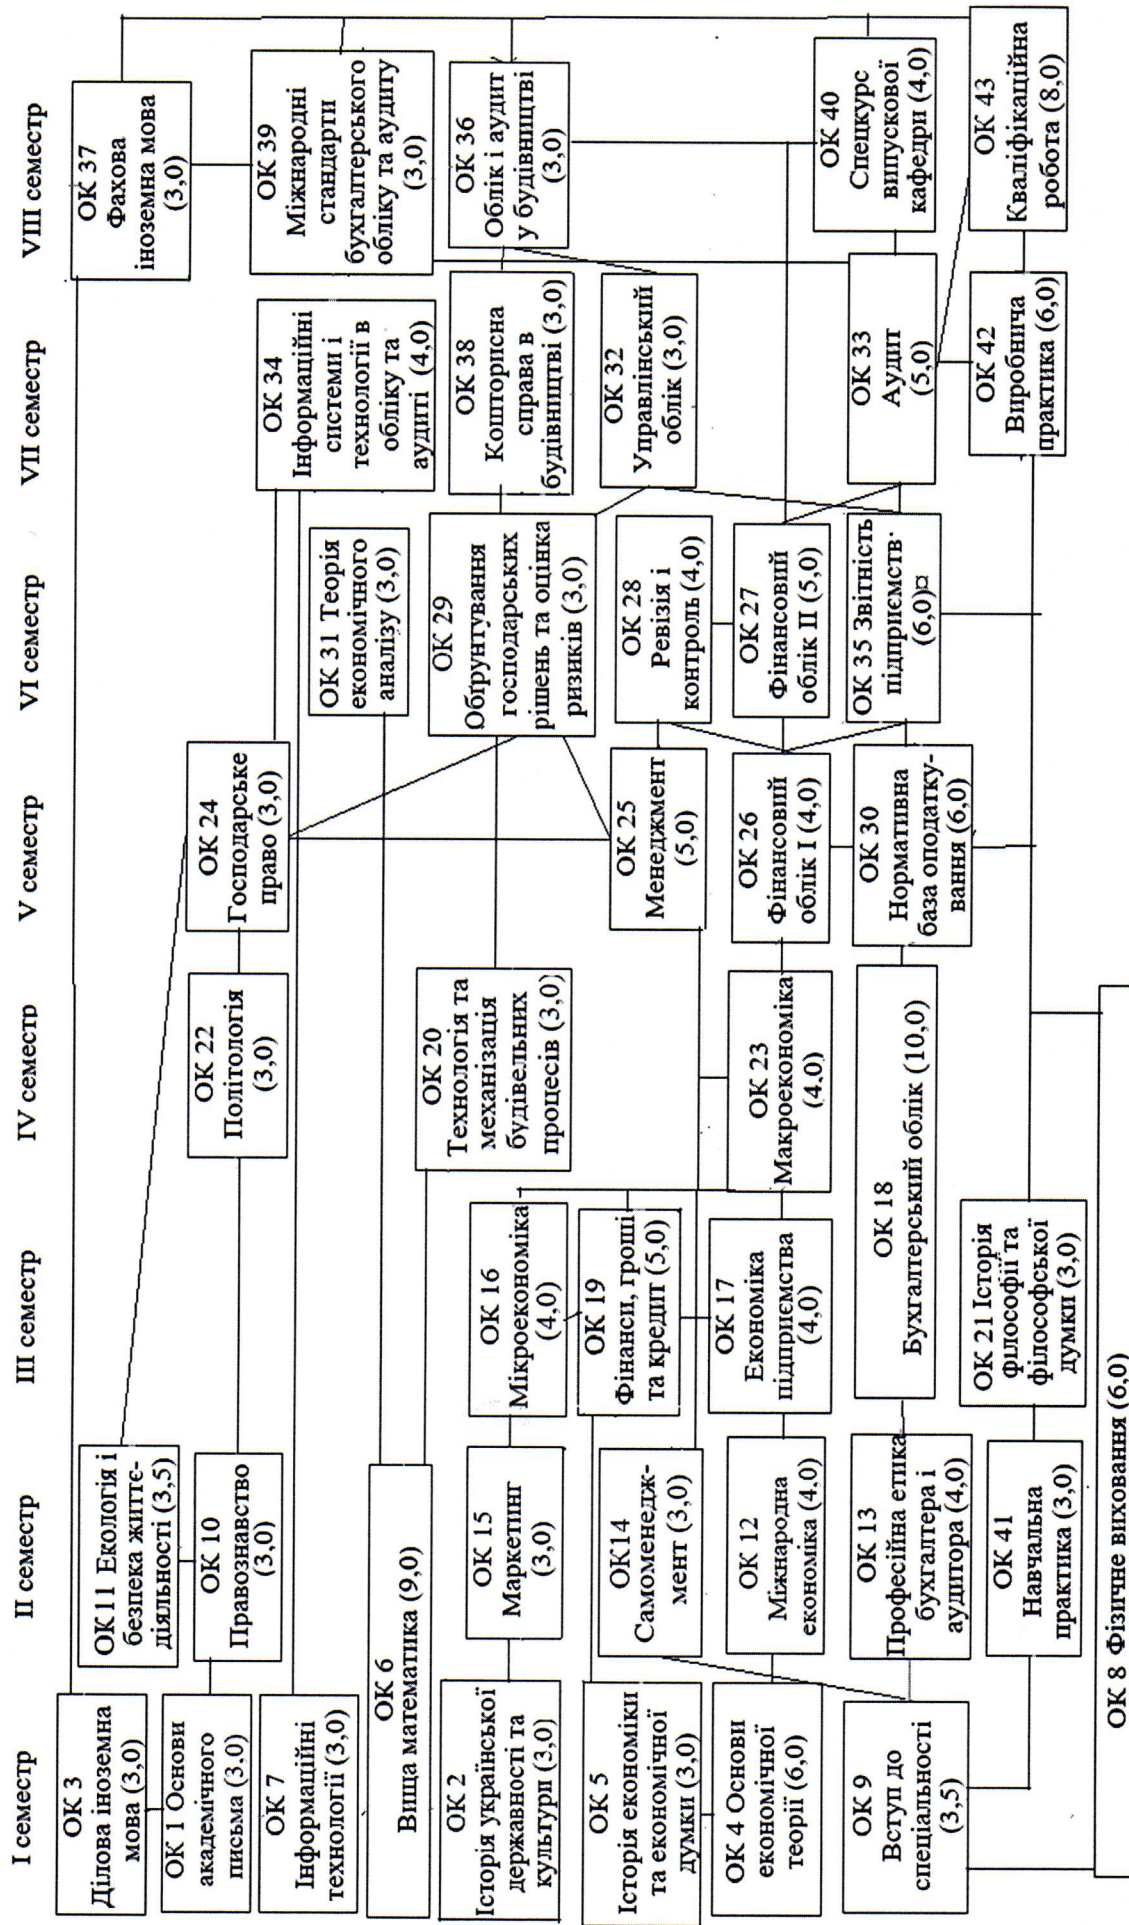 I семестр
II семестр
III семестр
IV семестр
V семестр
VI семестр
VII семестр
VIII семестр
ОК 3
Ділова іноземна
мова (3,0)
ОК 1 Основи
академічного
письма (3,0)
ОК 7
Інформаційні
технології (3,0)
ОК 6
Вища математика (9,0)
ОК 2
Історія української
державності та
культури (3,0)
ОК 5
Історія економіки
та економічної
думки (3,0)
ОК 4 Основи
економічної
теорії (6,0)
ОК 9
Вступ до
спеціальності
(3,5)
ОК 8 Фізичне виховання (6,0)
ОК11 Екологія і
безпека життє-
діяльності (3,5)
ОК 10
Правознавство
(3,0)
ОК 15
Маркетинг
(3,0)
ОК14
Самоменедж-
мент (3,0)
ОК 12
Міжнародна
економіка (4.0)
ОК 13
Професійна етика
бухгалтера і
аудитора (4,0)
ОК 41
Навчальна
практика (3,0)
ОК 16
Мікроекономіка
(4,0)
ОК 19
Фінанси, гроші
та кредит (5,0)
ОК 17
Економіка
підприємства
(4,0)
ОК 18
Бухгалтерський облік (10,0)
ОК 21 Історія
філософії та
філософської
думки (3,0)
ОК 22
Політологія
(3,0)
ОК 20
Технологія та
механізація
будівельних
процесів (3,0)
ОК 23
Макроекономіка
(4.0)
ОК 24
Господарське
право (3,0)
ОК 25
Менеджмент
(5,0)
ОК 26
Фінансовий
облік І (4,0)
ОК 30
Нормативна
база оподатку-
вання (6,0)
ОК 31 Теорія
економічного
аналізу (3,0)
ОК 29
Обґрунтування
господарських
рішень та оцінка
ризиків (3,0)
ОК 28
Ревізія і
контроль (4,0)
ОК 27
Фінансовий
облік ІІ (5,0)
ОК 35 Звітність
підприємств·
(6,0)¤
ОК 34
Інформаційні
системи і
технології в
обліку та
аудиті (4,0)
ОК 38
Кошторисна
справа в
будівництві (3,0)
ОК 32
Управлінський
облік (3,0)
ОК 33
Аудит
(5,0)
ОК 42
Виробнича
практика (6,0)
ОК 37
Фахова
іноземна мова
(3,0)
ОК 39
Міжнародні
стандарти
бухгалтерського
обліку та аудиту
(3,0)
ОК 36
Облік і аудит
у будівництві
(3,0)
ОК 40
Спецкурс
випускової
кафедри (4,0)
ОК 43
Кваліфікаційна
робота (8,0)